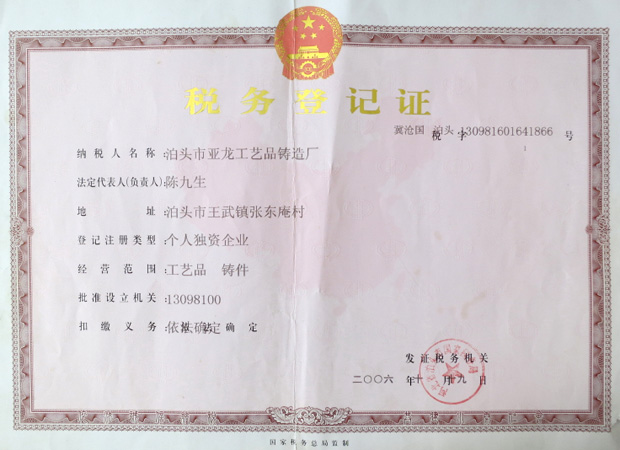 税务登记证
冀沧国 税 泊头 字 130981601641866 号
纳税人名称：泊头市亚龙工艺品铸造厂
法定代表人(负责人)：陈九生
地址：泊头市王武镇张东庵村
登记注册类型：个人独资企业
经营范围：工艺品 铸件
批准设立机关：13098100
扣缴义务：依法确定
发证税务机关
二〇〇六年十月十九日
国家税务总局监制